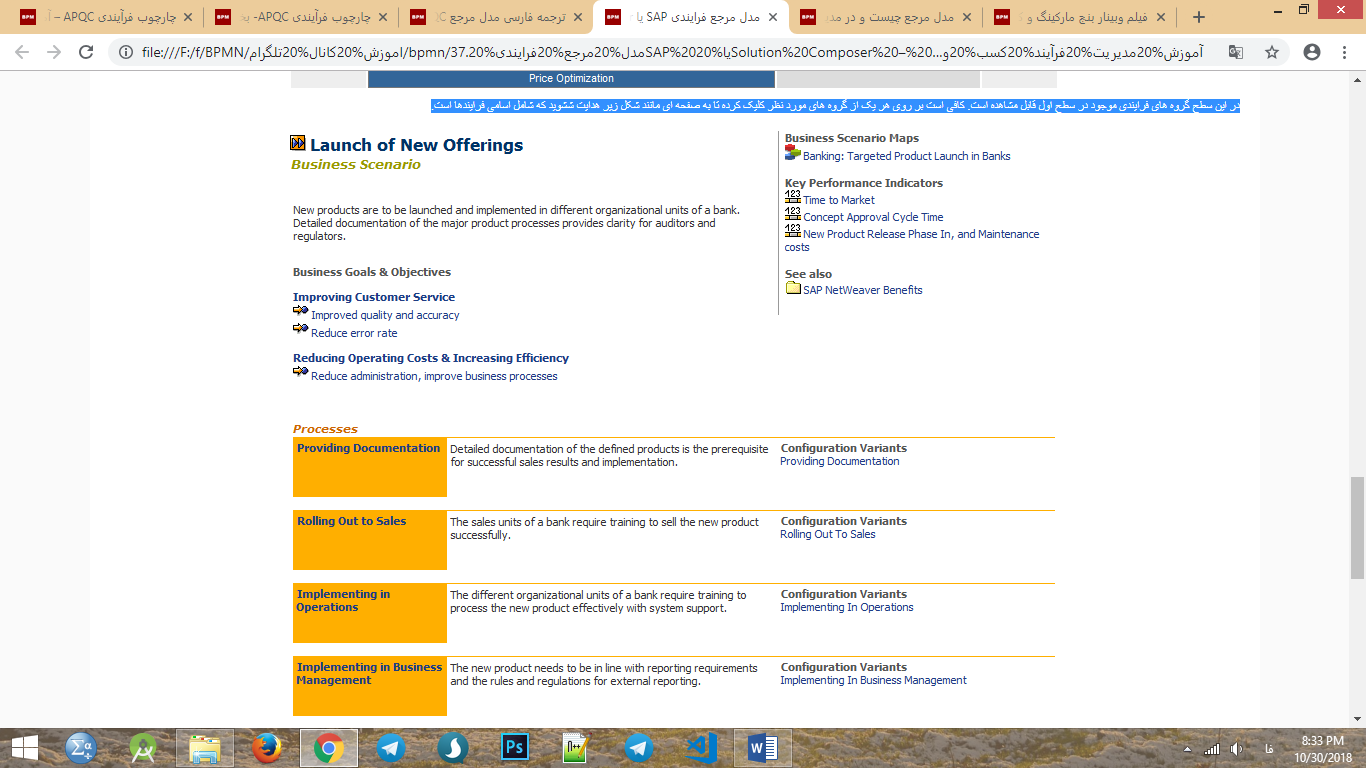 چارچوب فرآیندی APQC – آ
چارچوب فرآیندی APQC- بخ
ترجمه فارسی مدل مرجع
مدل مرجع فرایندی SAP یا
مدل مرجع چیست و در مد
فیلم وبینار بنچ مارکینگ و
file:///F:/f/BPMN/آموزش%20مدیریت%20فرآیند%20کسب%20و...%20–%20Solution%20Composer%20یا%20SAP%20مدل%20مرجع%20فرایندی%20.37/bpmn/اموزش%20کانال%20تلگرام
Price Optimization
در این سطح گروه های فرایندی موجود در سطح اول قابل مشاهده است. کافی است بر روی هر یک از گروه های مورد نظر کلیک کرده تا به صفحه ای مانند شکل زیر هدایت ششوید که شامل اسامی فرایندها است.
Launch of New Offerings
Business Scenario
New products are to be launched and implemented in different organizational units of a bank.
Detailed documentation of the major product processes provides clarity for auditors and
regulators.
Business Goals & Objectives
Improving Customer Service
Improved quality and accuracy
Reduce error rate
Reducing Operating Costs & Increasing Efficiency
Reduce administration, improve business processes
Business Scenario Maps
Banking: Targeted Product Launch in Banks
Key Performance Indicators
123 Time to Market
123 Concept Approval Cycle Time
123 New Product Release Phase In, and Maintenance
costs
See also
SAP NetWeaver Benefits
Processes
Providing Documentation
Detailed documentation of the defined products is the prerequisite
for successful sales results and implementation.
Configuration Variants
Providing Documentation
Rolling Out to Sales
The sales units of a bank require training to sell the new product
successfully.
Configuration Variants
Rolling Out To Sales
Implementing in
Operations
The different organizational units of a bank require training to
process the new product effectively with system support.
Configuration Variants
Implementing In Operations
Implementing in Business
Management
The new product needs to be in line with reporting requirements
and the rules and regulations for external reporting.
Configuration Variants
Implementing In Business Management
فا
8:33 PM
10/30/2018